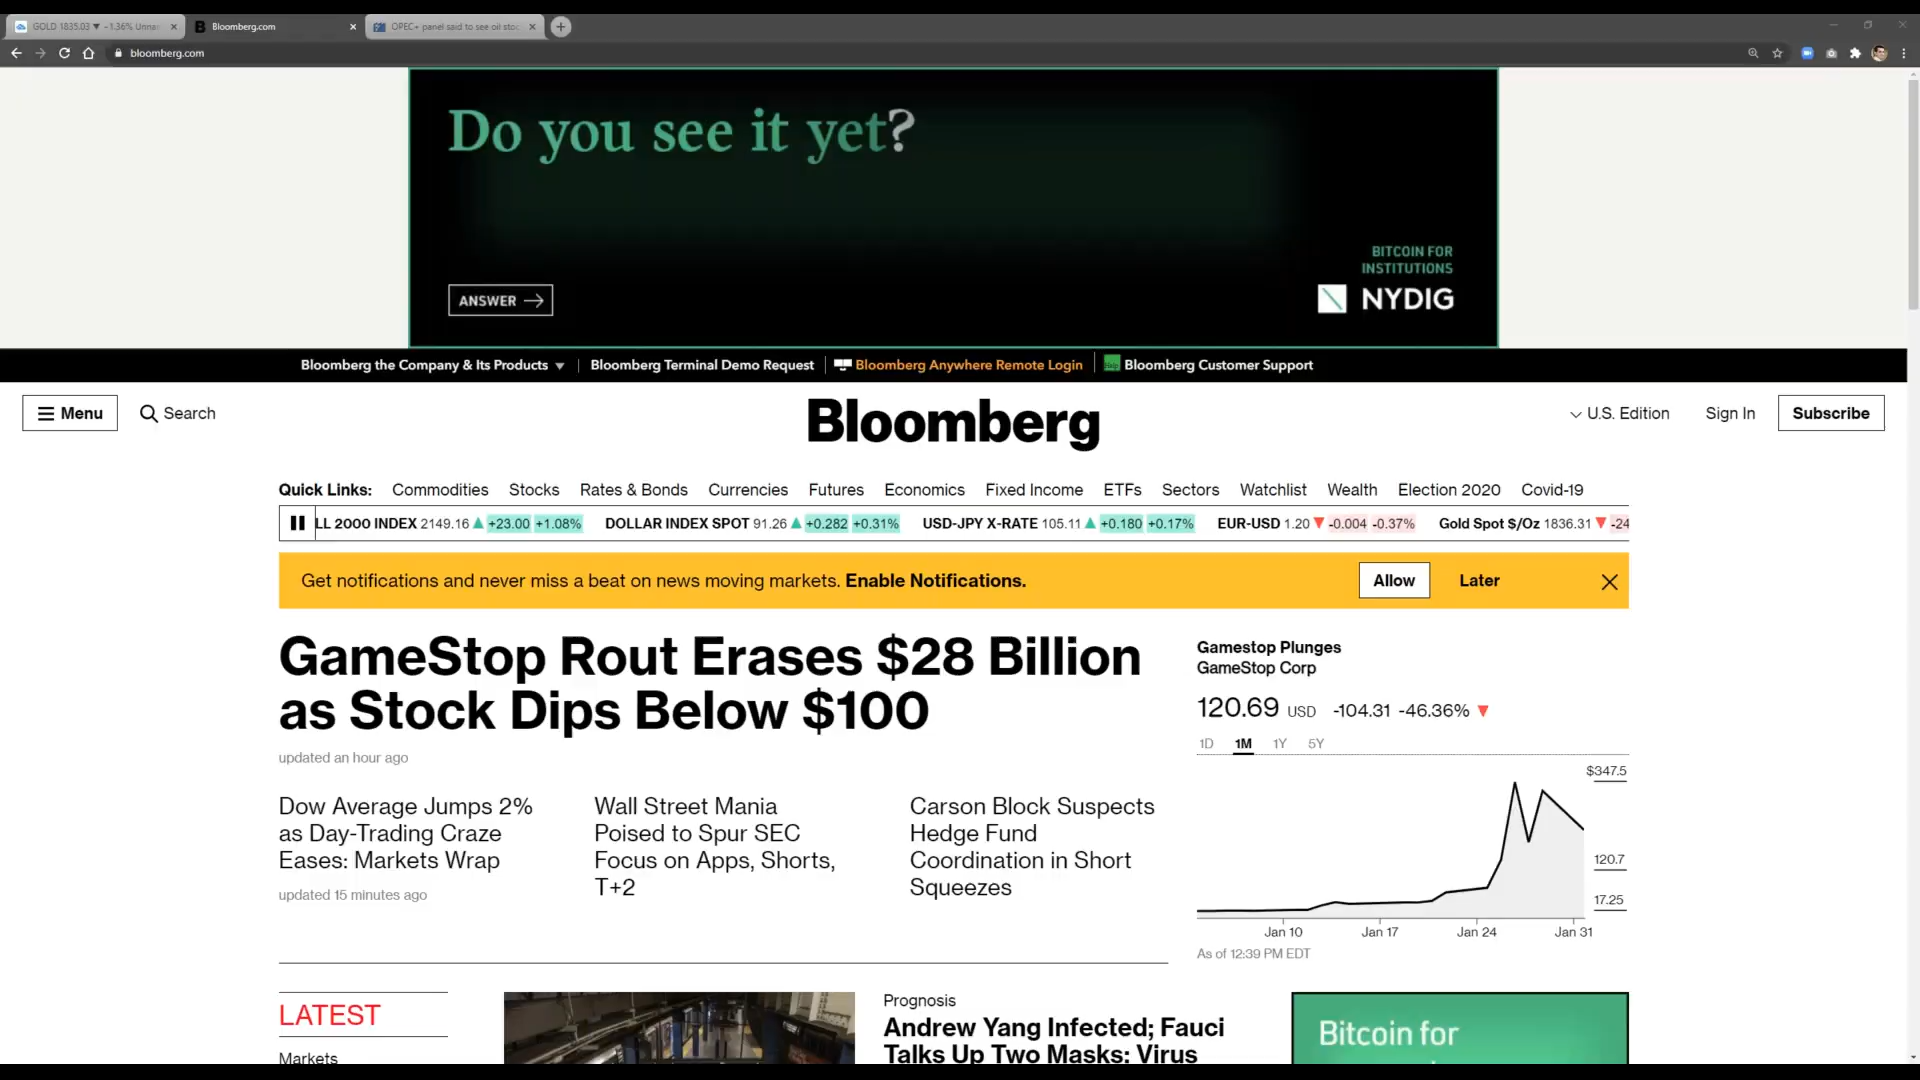 GOLD 1835.03 ▼ −1.36% Unna
Bloomberg.com
OPEC+ panel said to see oil stoc
bloomberg.com
Do you see it yet?
BITCOIN FOR
INSTITUTIONS
ANSWER →
NYDIG
Bloomberg the Company & Its Products ▼ | Bloomberg Terminal Demo Request | Bloomberg Anywhere Remote Login | Bloomberg Customer Support
Menu
Search
Bloomberg
U.S. Edition
Sign In
Subscribe
Quick Links: Commodities Stocks Rates & Bonds Currencies Futures Economics Fixed Income ETFs Sectors Watchlist Wealth Election 2020 Covid-19
LL 2000 INDEX 2149.16 ▲ +23.00 +1.08% DOLLAR INDEX SPOT 91.26 ▲ +0.282 +0.31% USD-JPY X-RATE 105.11 ▲ +0.180 +0.17% EUR-USD 1.20 ▼ -0.004 -0.37% Gold Spot $/Oz 1836.31 ▼ -24
Get notifications and never miss a beat on news moving markets. Enable Notifications.
Allow
Later
GameStop Rout Erases $28 Billion
as Stock Dips Below $100
updated an hour ago
Dow Average Jumps 2%
as Day-Trading Craze
Eases: Markets Wrap
updated 15 minutes ago
Wall Street Mania
Poised to Spur SEC
Focus on Apps, Shorts,
T+2
Carson Block Suspects
Hedge Fund
Coordination in Short
Squeezes
Gamestop Plunges
GameStop Corp
120.69 USD -104.31 -46.36% ▼
1D 1M 1Y 5Y
$347.5
120.7
17.25
Jan 10 Jan 17 Jan 24 Jan 31
As of 12:39 PM EDT
LATEST
Markets
Prognosis
Andrew Yang Infected; Fauci
Talks Up Two Masks: Virus
Bitcoin for